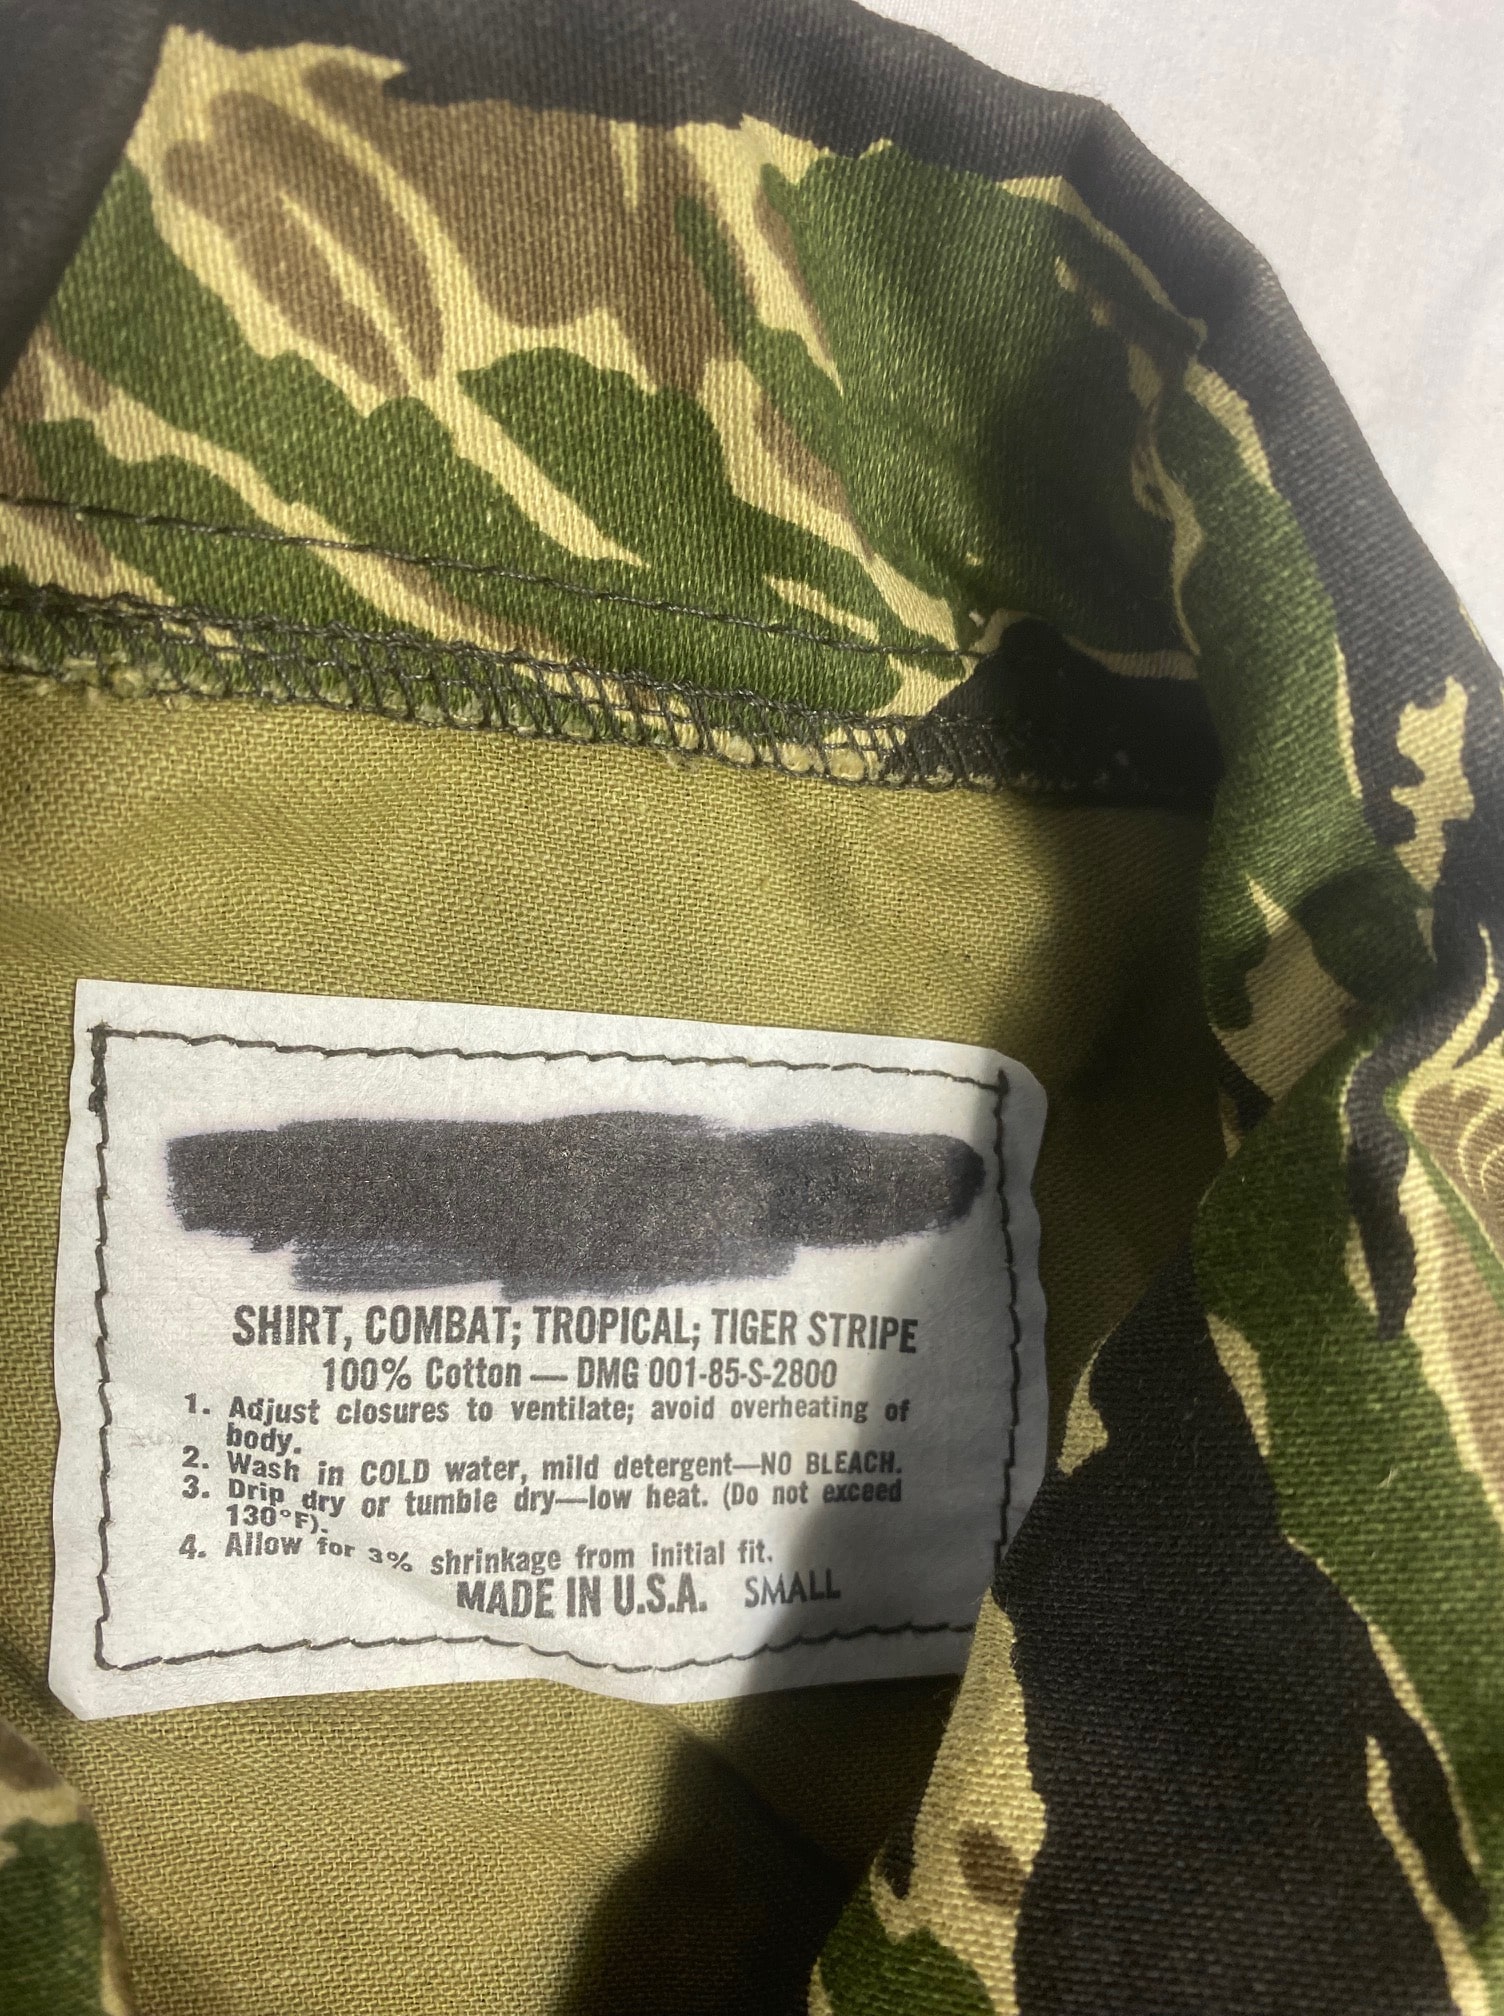 SHIRT, COMBAT; TROPICAL; TIGER STRIPE
100% Cotton — DMG 001-85-S-2800
1. Adjust closures to ventilate; avoid overheating of
body.
2. Wash in COLD water, mild detergent—NO BLEACH.
3. Drip dry or tumble dry—low heat. (Do not exceed
130°F).
4. Allow for 3% shrinkage from initial fit.
MADE IN U.S.A. SMALL